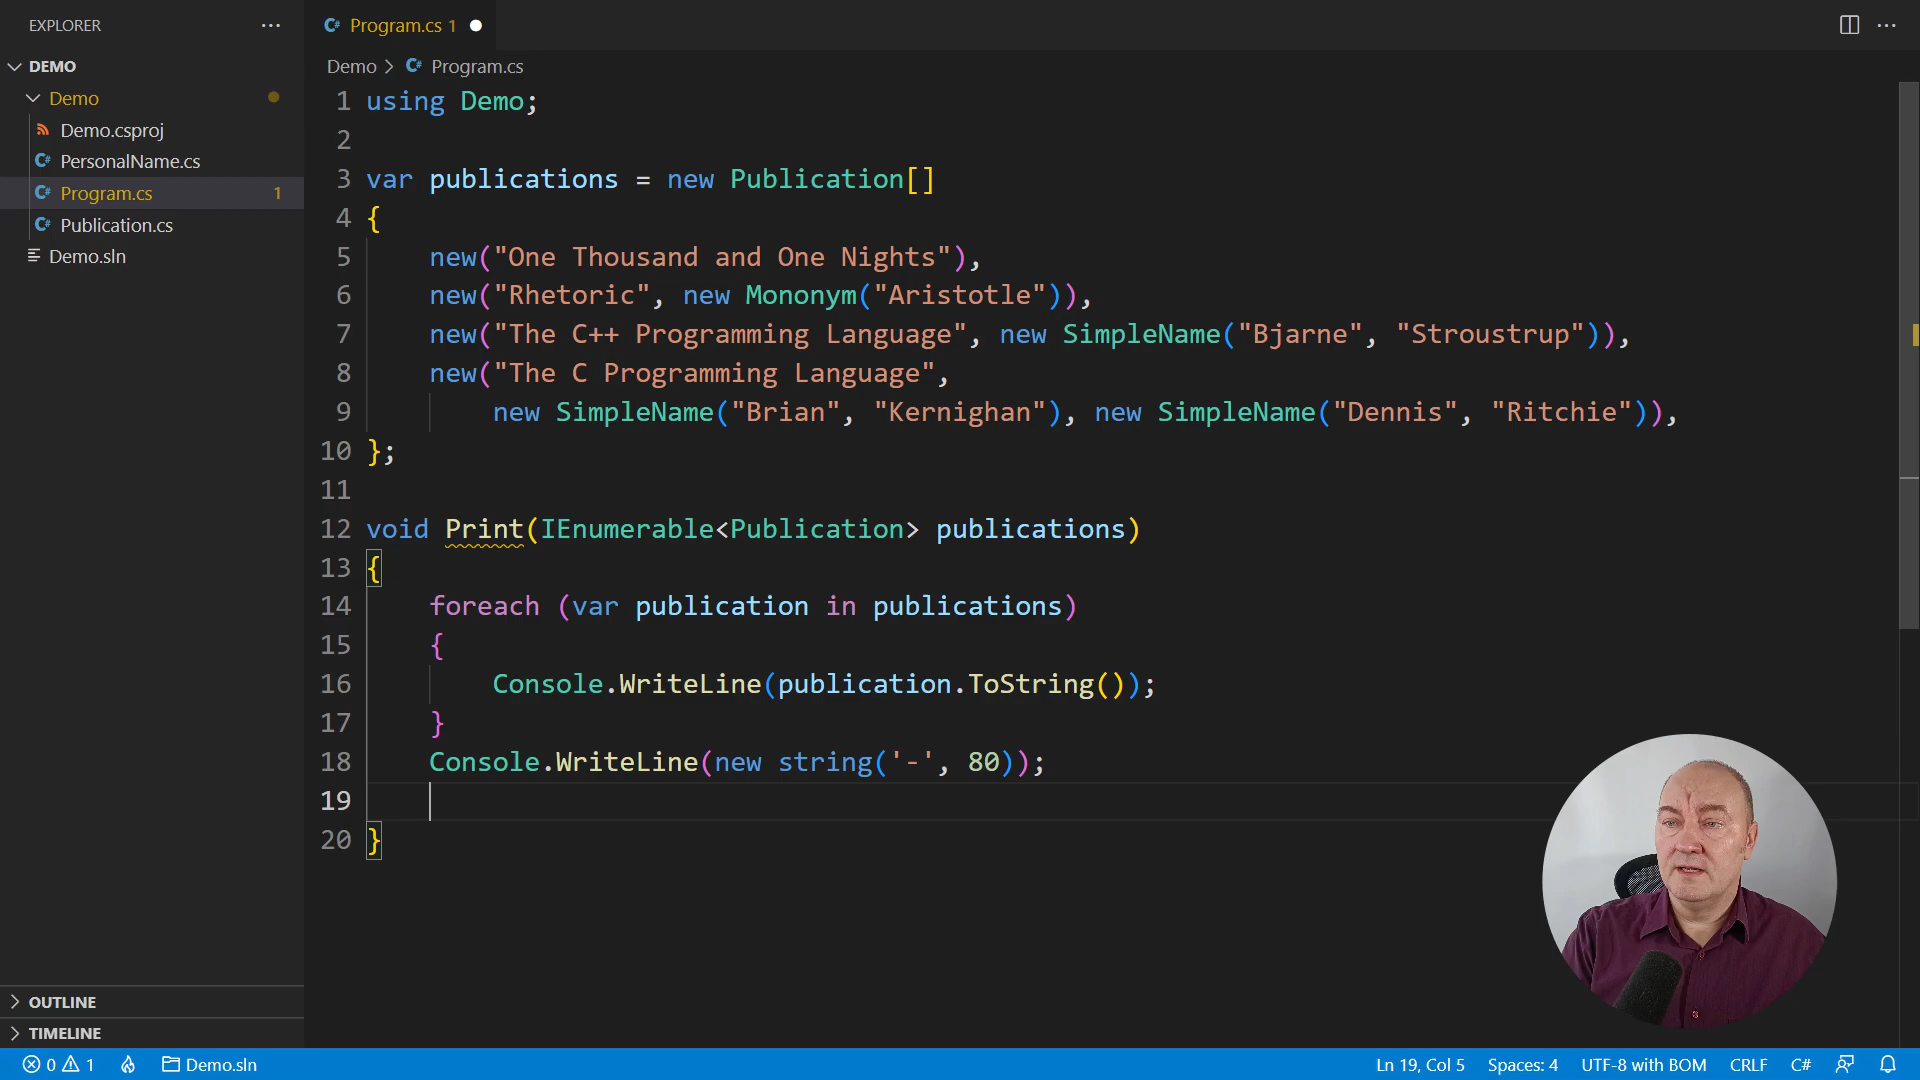 EXPLORER
DEMO
Demo
Demo.csproj
C# PersonalName.cs
C# Program.cs 1
C# Publication.cs
Demo.sln
OUTLINE
TIMELINE
C# Program.cs 1
Demo > C# Program.cs
1 using Demo;
2
3 var publications = new Publication[]
4 {
5 new("One Thousand and One Nights"),
6 new("Rhetoric", new Mononym("Aristotle")),
7 new("The C++ Programming Language", new SimpleName("Bjarne", "Stroustrup")),
8 new("The C Programming Language",
9 new SimpleName("Brian", "Kernighan"), new SimpleName("Dennis", "Ritchie")),
10 };
11
12 void Print(IEnumerable<Publication> publications)
13 {
14 foreach (var publication in publications)
15 {
16 Console.WriteLine(publication.ToString());
17 }
18 Console.WriteLine(new string('-', 80));
19
20 }
0 1 Demo.sln Ln 19, Col 5 Spaces: 4 UTF-8 with BOM CRLF C#